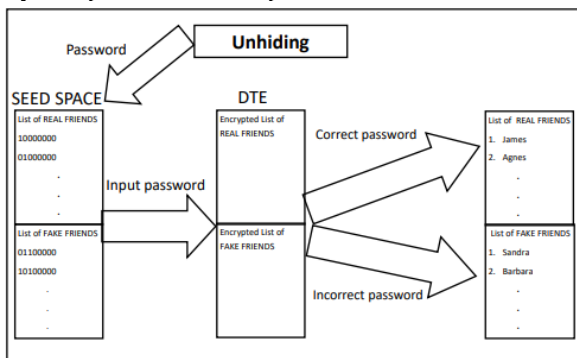 Unhiding
Password
SEED SPACE
DTE
List of REAL FRIENDS
10000000
01000000
.
.
.
Input password
List of FAKE FRIENDS
01100000
10100000
.
.
.
Encrypted List of
REAL FRIENDS
Encrypted List of
FAKE FRIENDS
Correct password
Incorrect password
List of REAL FRIENDS
1. James
2. Agnes
.
.
.
List of FAKE FRIENDS
1. Sandra
2. Barbara
.
.
.